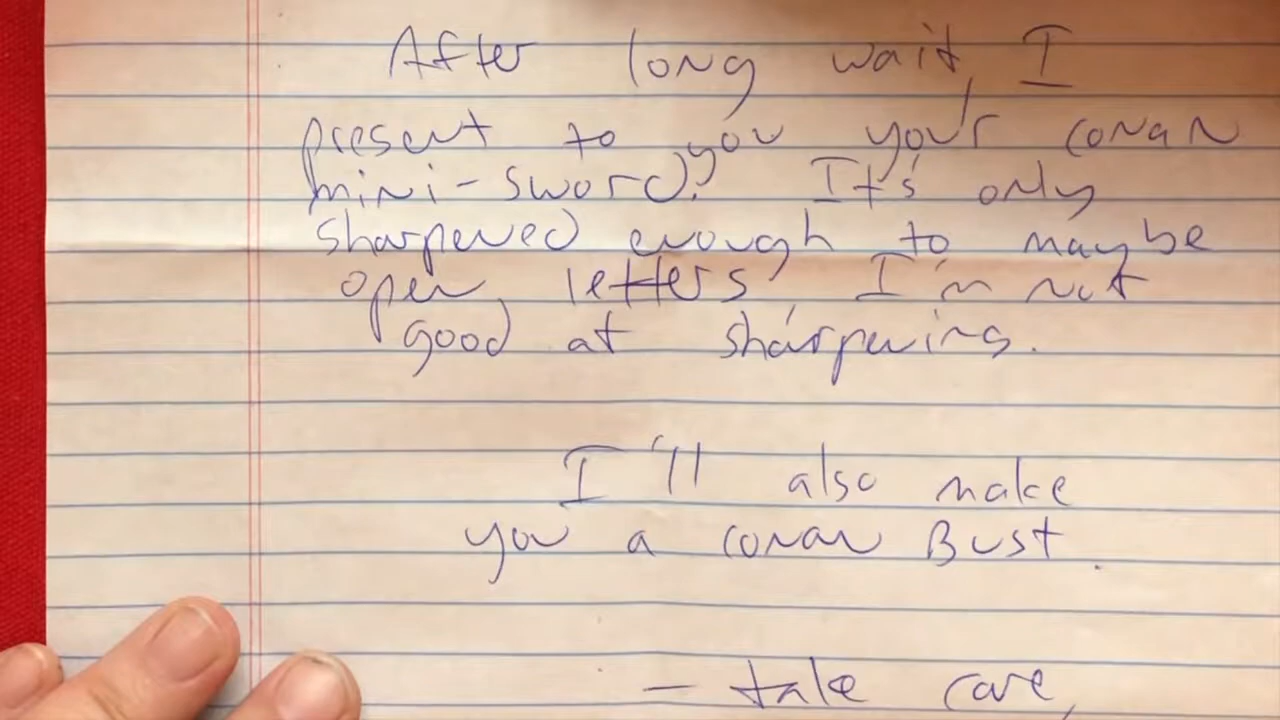 After long wait, I
present to you your conan
mini-sword! It's only
sharpened enough to maybe
open letters, I'm not
good at sharpening.
I'll also make
you a conan Bust.
- take care,